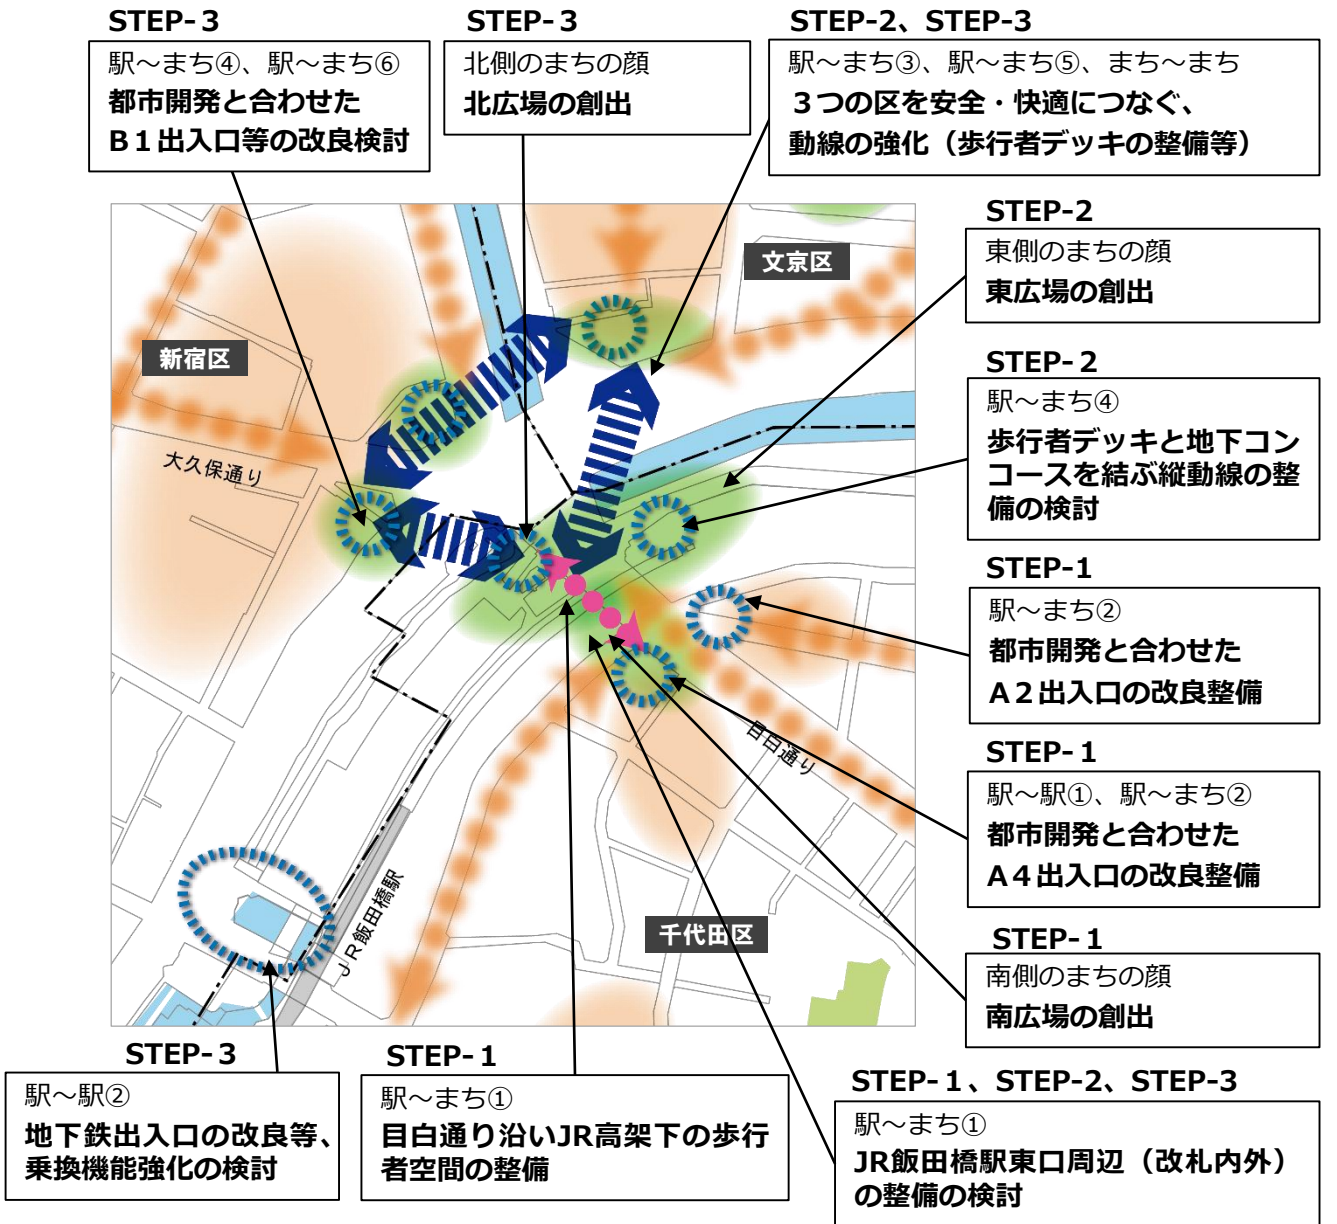 STEP-3
駅～まち④、駅～まち⑥
都市開発と合わせた
B１出入口等の改良検討
STEP-3
北側のまちの顔
北広場の創出
STEP-2、STEP-3
駅～まち③、駅～まち⑤、まち～まち
３つの区を安全・快適につなぐ、
動線の強化（歩行者デッキの整備等）
STEP-2
東側のまちの顔
東広場の創出
STEP-2
駅～まち④
歩行者デッキと地下コン
コースを結ぶ縦動線の整
備の検討
STEP-1
駅～まち②
都市開発と合わせた
A２出入口の改良整備
STEP-1
駅～駅①、駅～まち②
都市開発と合わせた
A４出入口の改良整備
STEP-1
南側のまちの顔
南広場の創出
STEP-1、STEP-2、STEP-3
駅～まち①
JR飯田橋駅東口周辺（改札内外）
の整備の検討
STEP-1
駅～まち①
目白通り沿いJR高架下の歩行
者空間の整備
STEP-3
駅～駅②
地下鉄出入口の改良等、
乗換機能強化の検討
文京区
新宿区
大久保通り
目白通り
千代田区
ＪＲ飯田橋駅